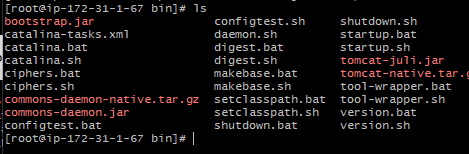 [root@ip-172-31-1-67 bin]# ls
bootstrap.jar configtest.sh shutdown.sh
catalina-tasks.xml daemon.sh startup.bat
catalina.bat digest.bat startup.sh
catalina.sh digest.sh tomcat-juli.jar
ciphers.bat makebase.bat tomcat-native.tar.g
ciphers.sh makebase.sh tool-wrapper.bat
commons-daemon-native.tar.gz setclasspath.bat tool-wrapper.sh
commons-daemon.jar setclasspath.sh version.bat
configtest.bat shutdown.bat version.sh
[root@ip-172-31-1-67 bin]#